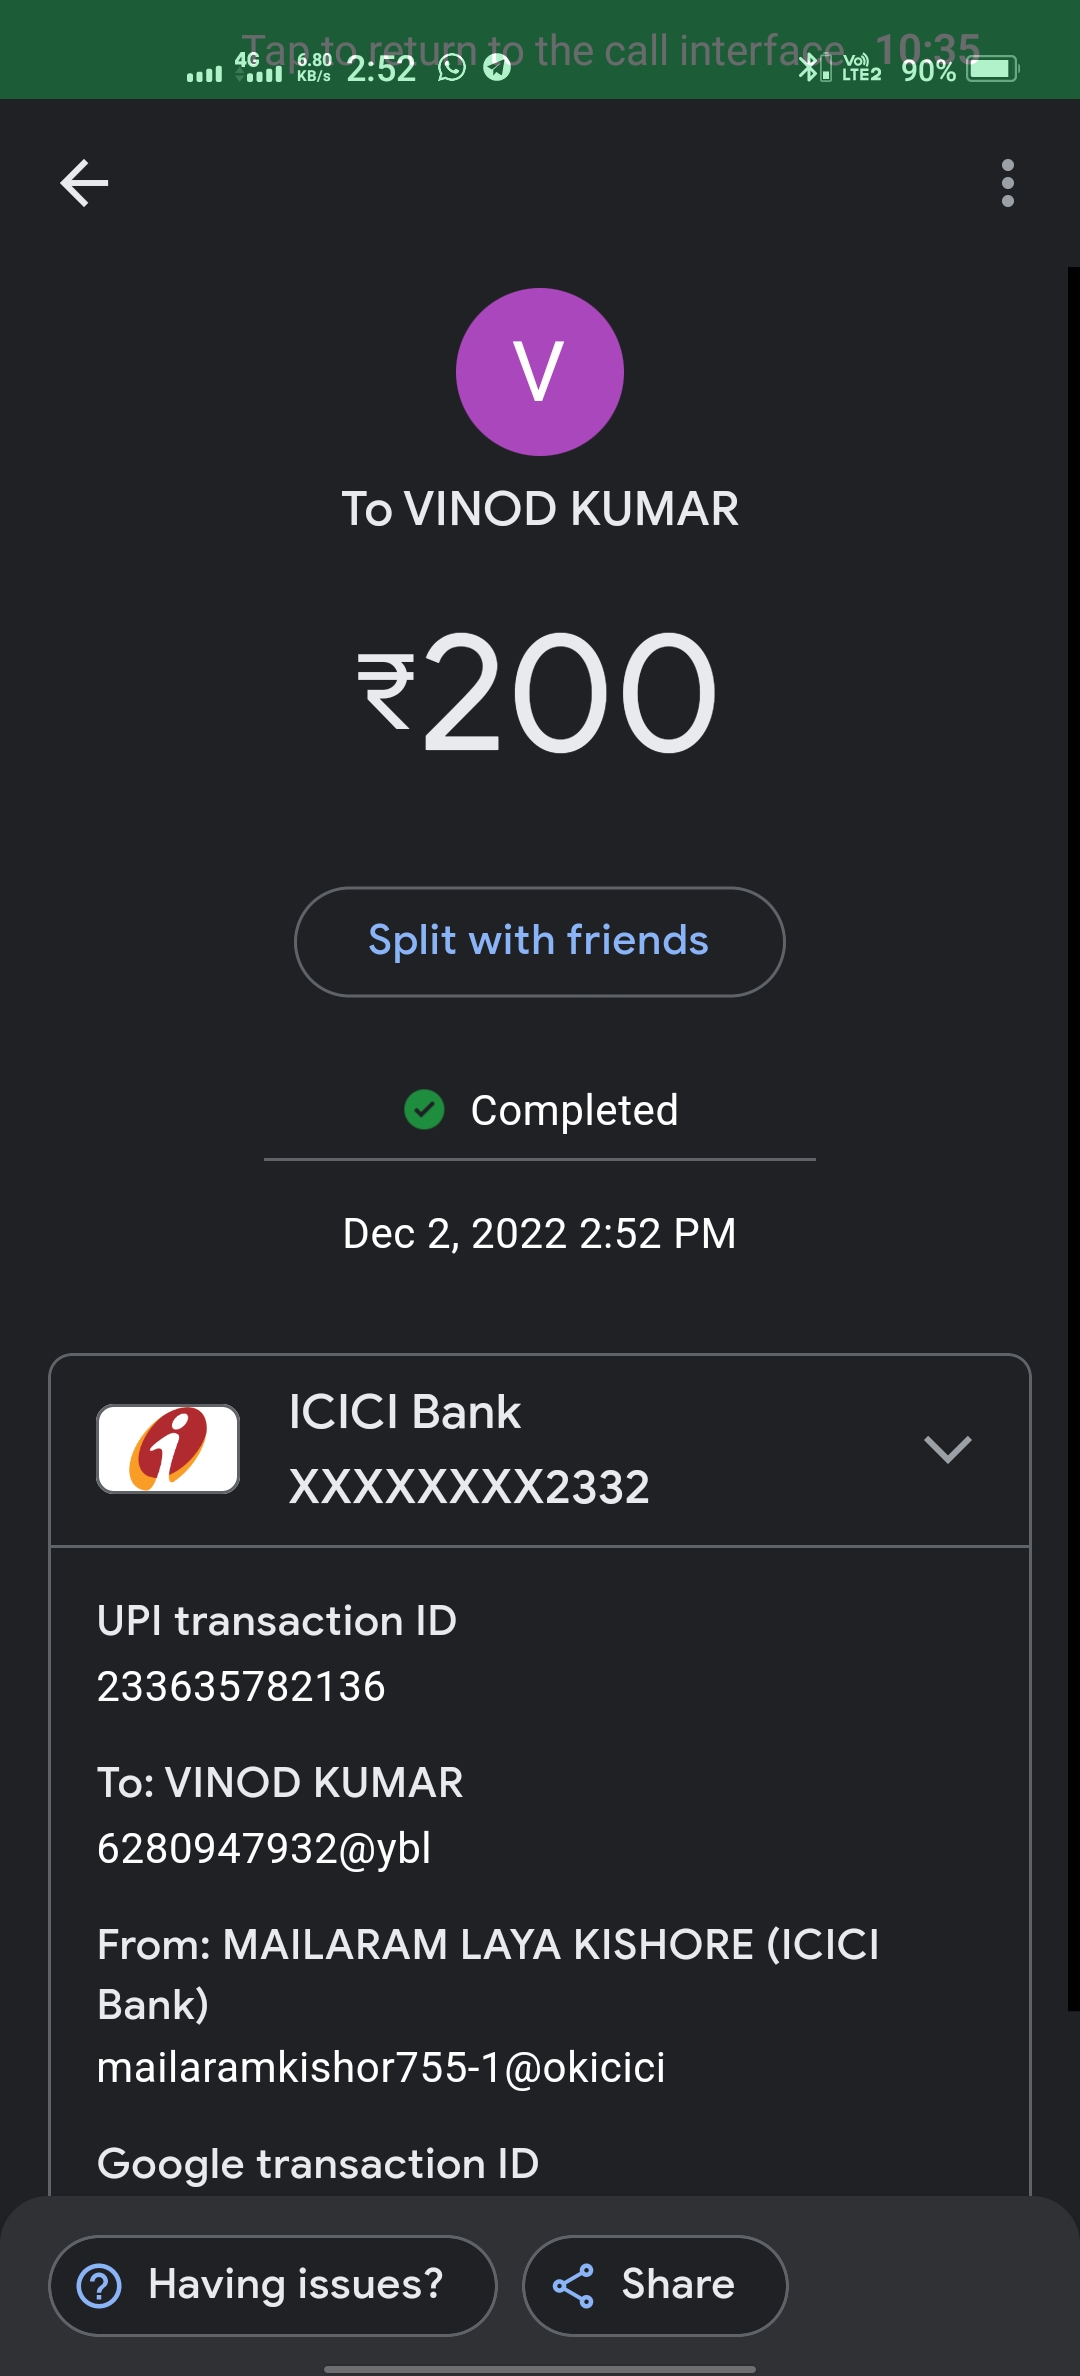 Tap to return to the call interface 10:35
4G 6.80 KB/s 2:52 Vo)) LTE2 90%
V
To VINOD KUMAR
₹200
Split with friends
Completed
Dec 2, 2022 2:52 PM
ICICI Bank
XXXXXXXX2332
UPI transaction ID
233635782136
To: VINOD KUMAR
6280947932@ybl
From: MAILARAM LAYA KISHORE (ICICI
Bank)
mailaramkishor755-1@okicici
Google transaction ID
Having issues? Share